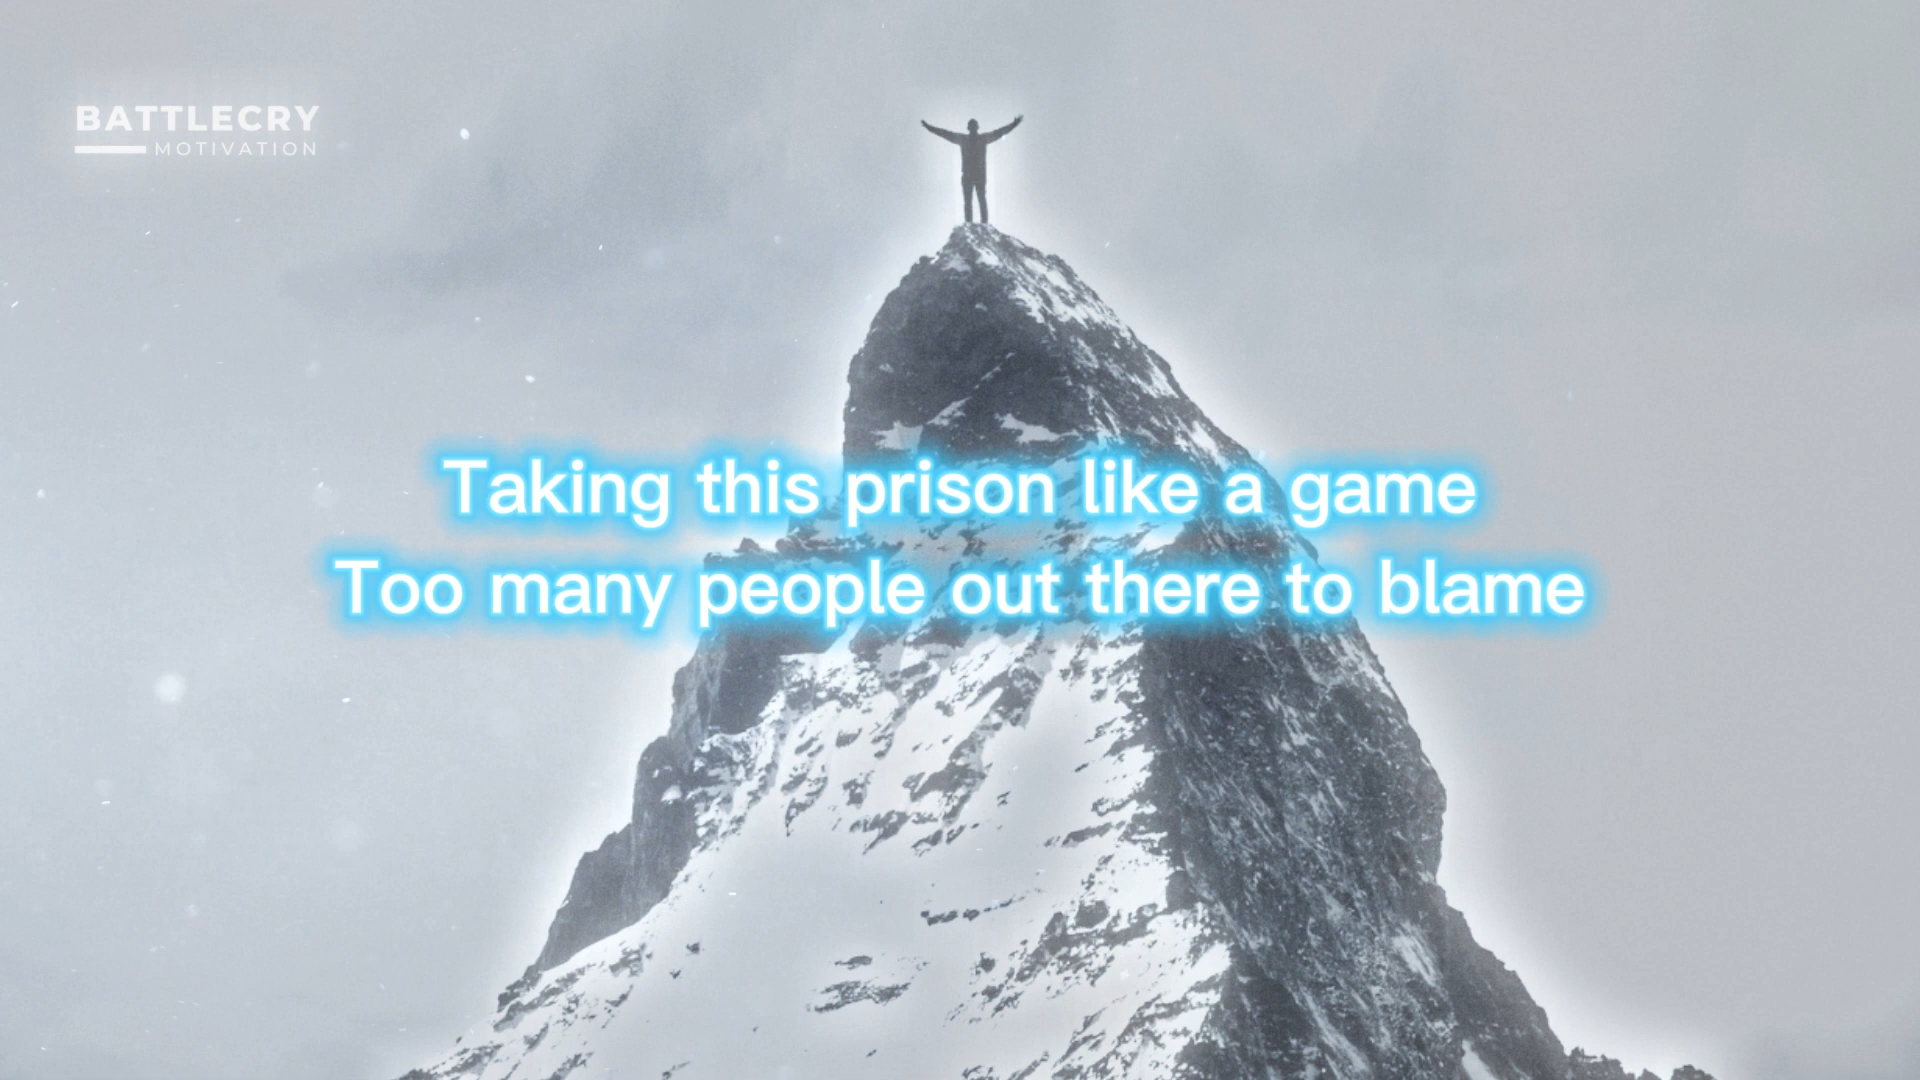 BATTLECRY
MOTIVATION
Taking this prison like a game
Too many people out there to blame